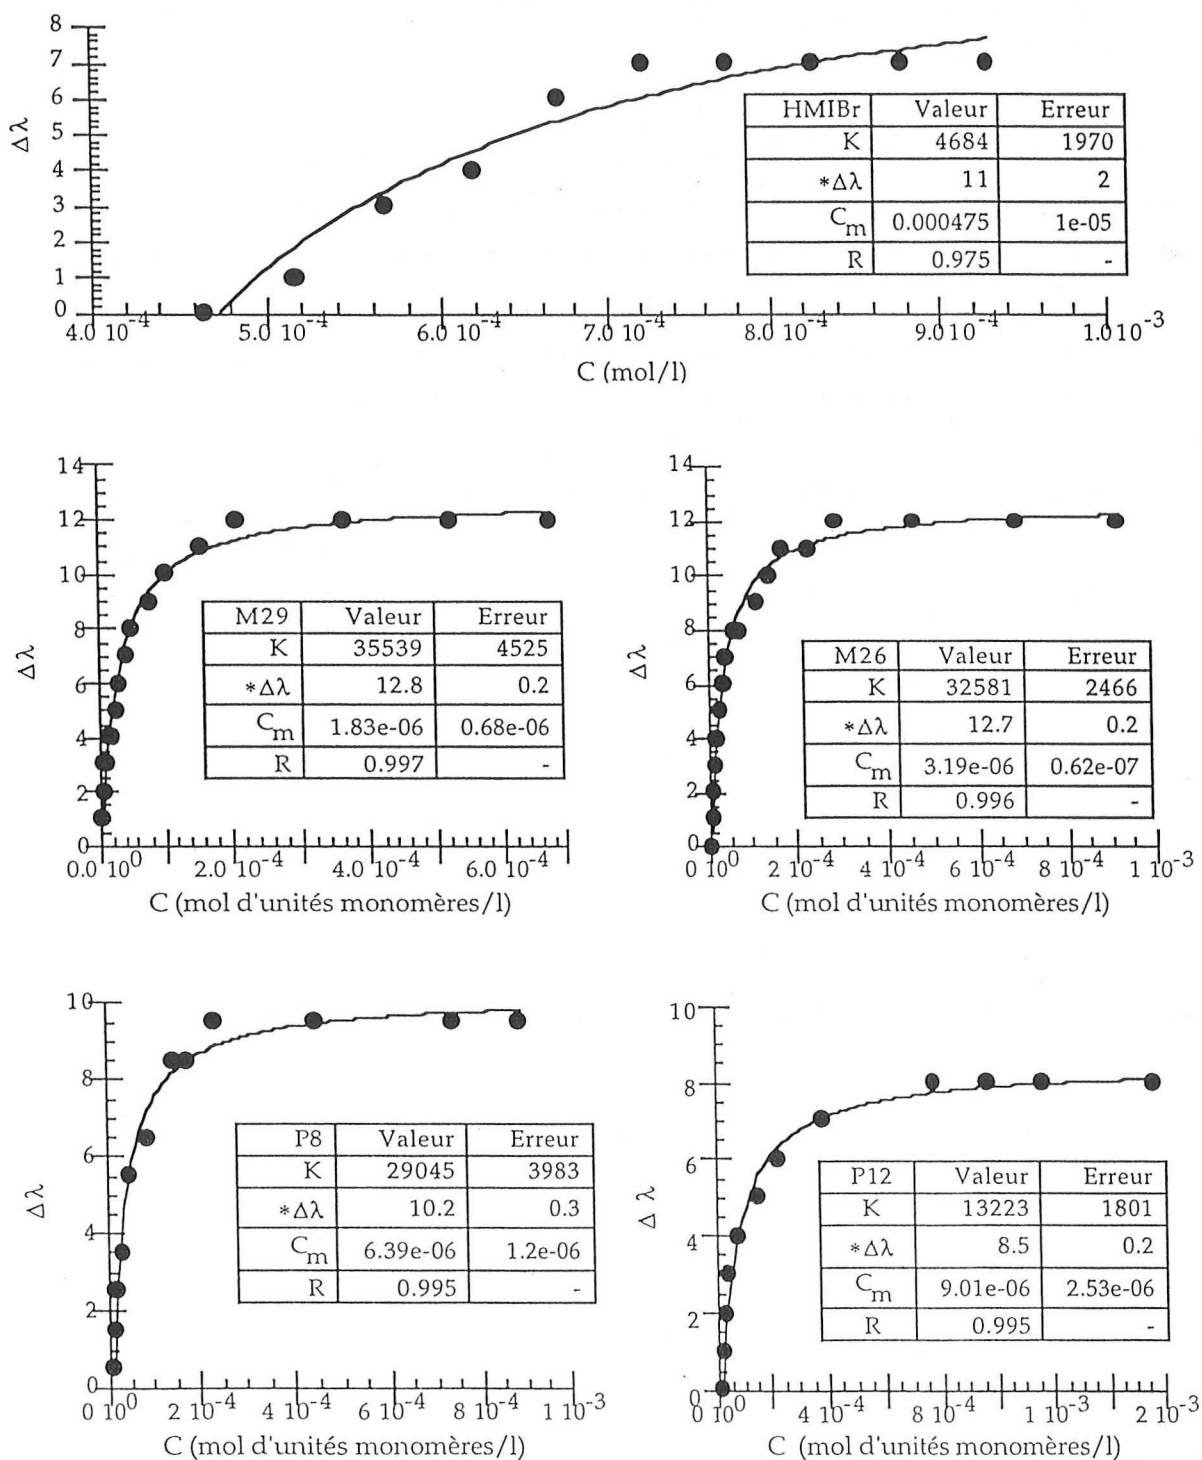 8
7
6
5
4
3
2
1
0
Δλ
4.0 10⁻⁴ 5.0 10⁻⁴ 6.0 10⁻⁴ 7.0 10⁻⁴ 8.0 10⁻⁴ 9.0 10⁻⁴ 1.0 10⁻³
C (mol/l)
HMIBr Valeur Erreur
K 4684 1970
*Δλ 11 2
Cₘ 0.000475 1e-05
R 0.975 -
14
12
10
8
6
4
2
0
Δλ
0.0 10⁰ 2.0 10⁻⁴ 4.0 10⁻⁴ 6.0 10⁻⁴
C (mol d'unités monomères/l)
M29 Valeur Erreur
K 35539 4525
*Δλ 12.8 0.2
Cₘ 1.83e-06 0.68e-06
R 0.997 -
14
12
10
8
6
4
2
0
Δλ
0 10⁰ 2 10⁻⁴ 4 10⁻⁴ 6 10⁻⁴ 8 10⁻⁴ 1 10⁻³
C (mol d'unités monomères/l)
M26 Valeur Erreur
K 32581 2466
*Δλ 12.7 0.2
Cₘ 3.19e-06 0.62e-07
R 0.996 -
10
8
6
4
2
0
Δλ
0 10⁰ 2 10⁻⁴ 4 10⁻⁴ 6 10⁻⁴ 8 10⁻⁴ 1 10⁻³
C (mol d'unités monomères/l)
P8 Valeur Erreur
K 29045 3983
*Δλ 10.2 0.3
Cₘ 6.39e-06 1.2e-06
R 0.995 -
10
8
6
4
2
0
Δ λ
0 10⁰ 4 10⁻⁴ 8 10⁻⁴ 1 10⁻³ 2 10⁻³
C (mol d'unités monomères/l)
P12 Valeur Erreur
K 13223 1801
*Δλ 8.5 0.2
Cₘ 9.01e-06 2.53e-06
R 0.995 -